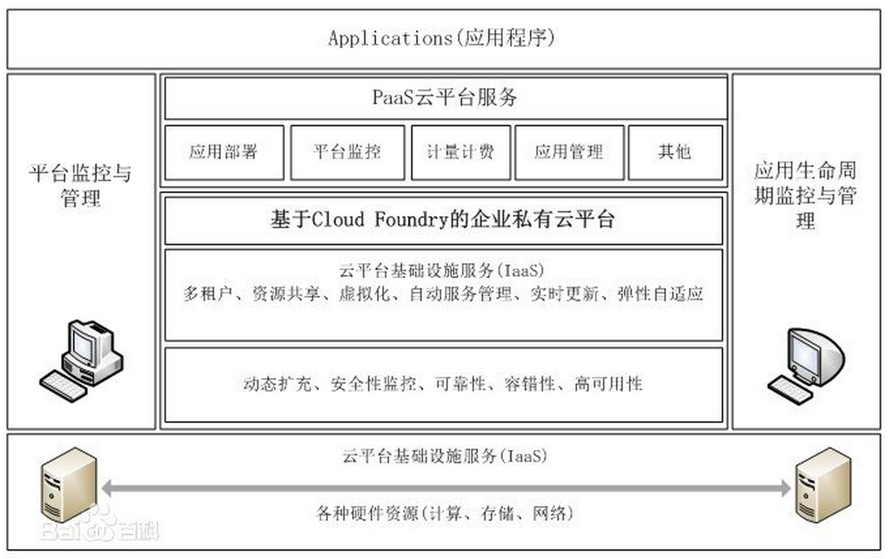 Applications(应用程序)
平台监控与
管理
PaaS云平台服务
应用部署
平台监控
计量计费
应用管理
其他
基于Cloud Foundry的企业私有云平台
云平台基础设施服务(IaaS)
多租户、资源共享、虚拟化、自动服务管理、实时更新、弹性自适应
动态扩充、安全性监控、可靠性、容错性、高可用性
应用生命周
期监控与管
理
云平台基础设施服务(IaaS)
各种硬件资源(计算、存储、网络)
Bai百科